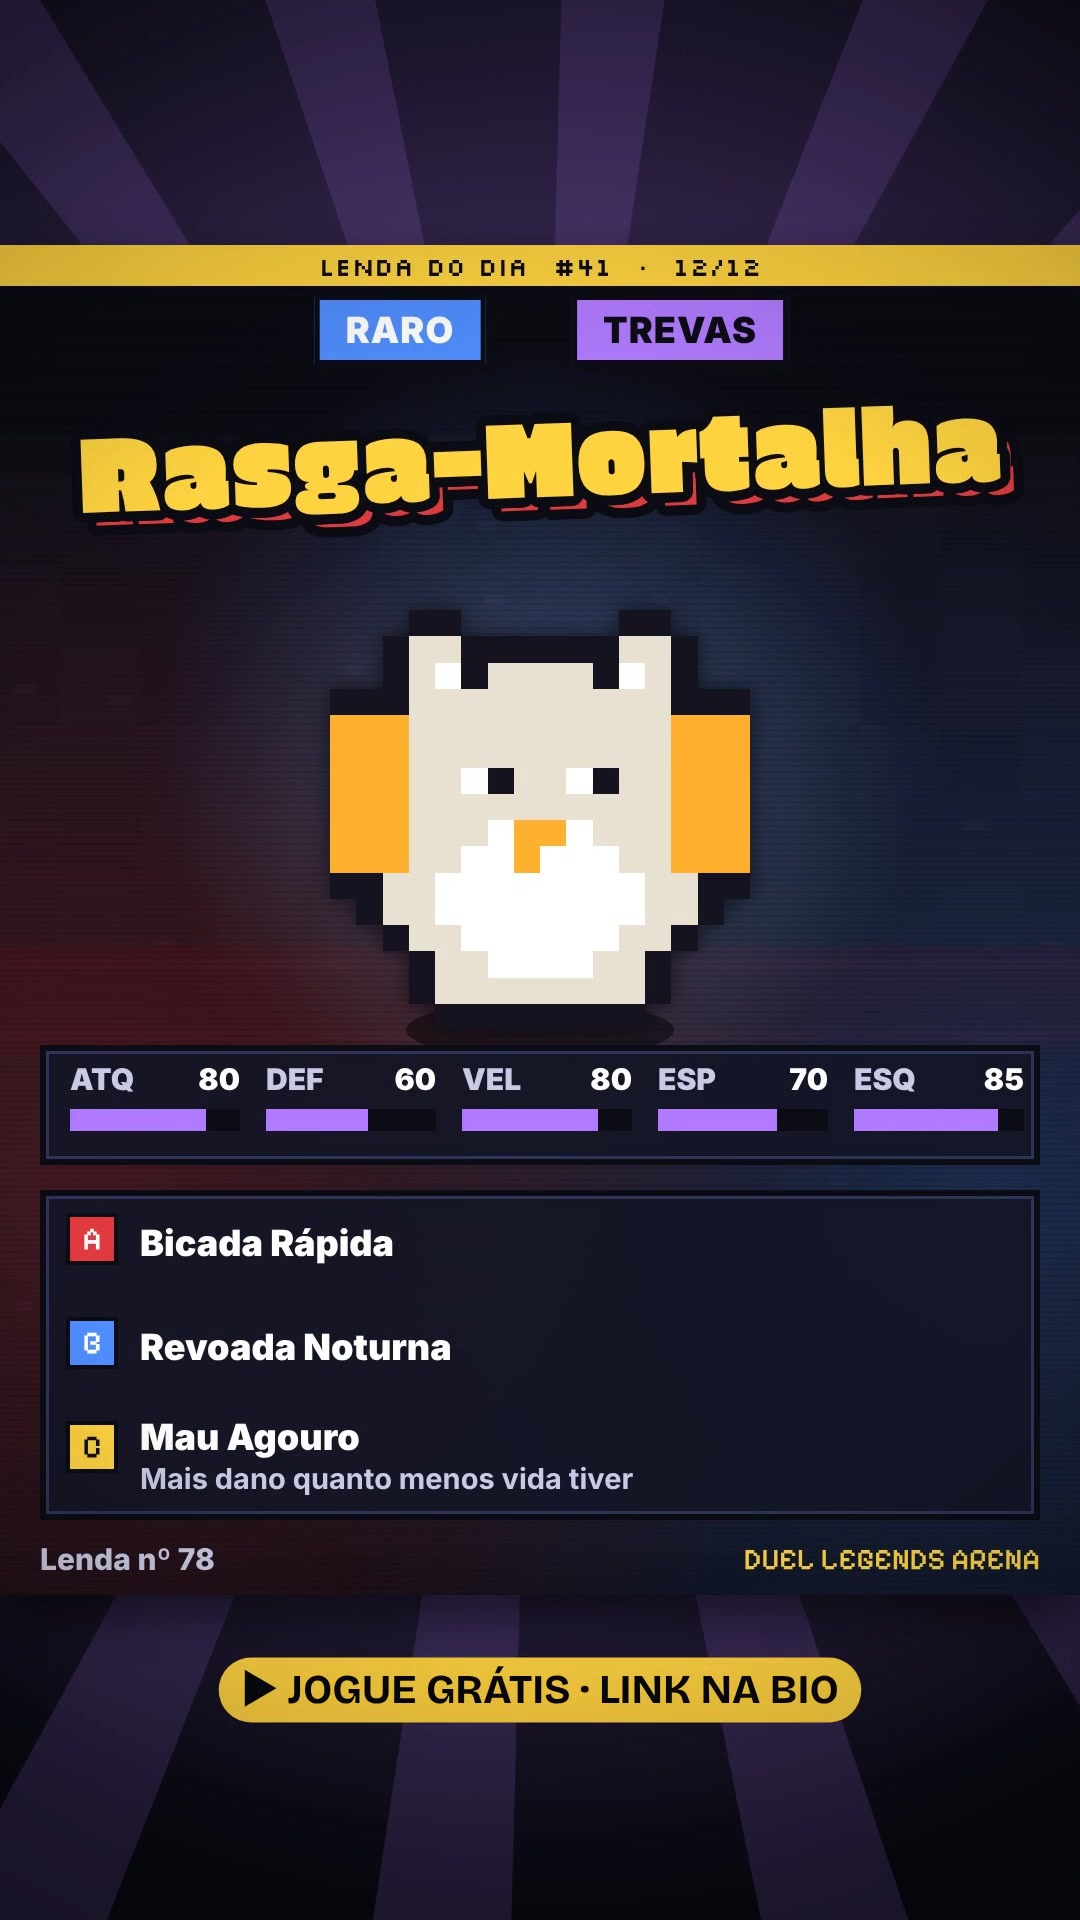 LENDA DO DIA #41 · 12/12
RARO TREVAS
Rasga-Mortalha
ATQ 80 DEF 60 VEL 80 ESP 70 ESQ 85
A Bicada Rápida
B Revoada Noturna
C Mau Agouro
Mais dano quanto menos vida tiver
Lenda nº 78 DUEL LEGENDS ARENA
▶ JOGUE GRÁTIS · LINK NA BIO